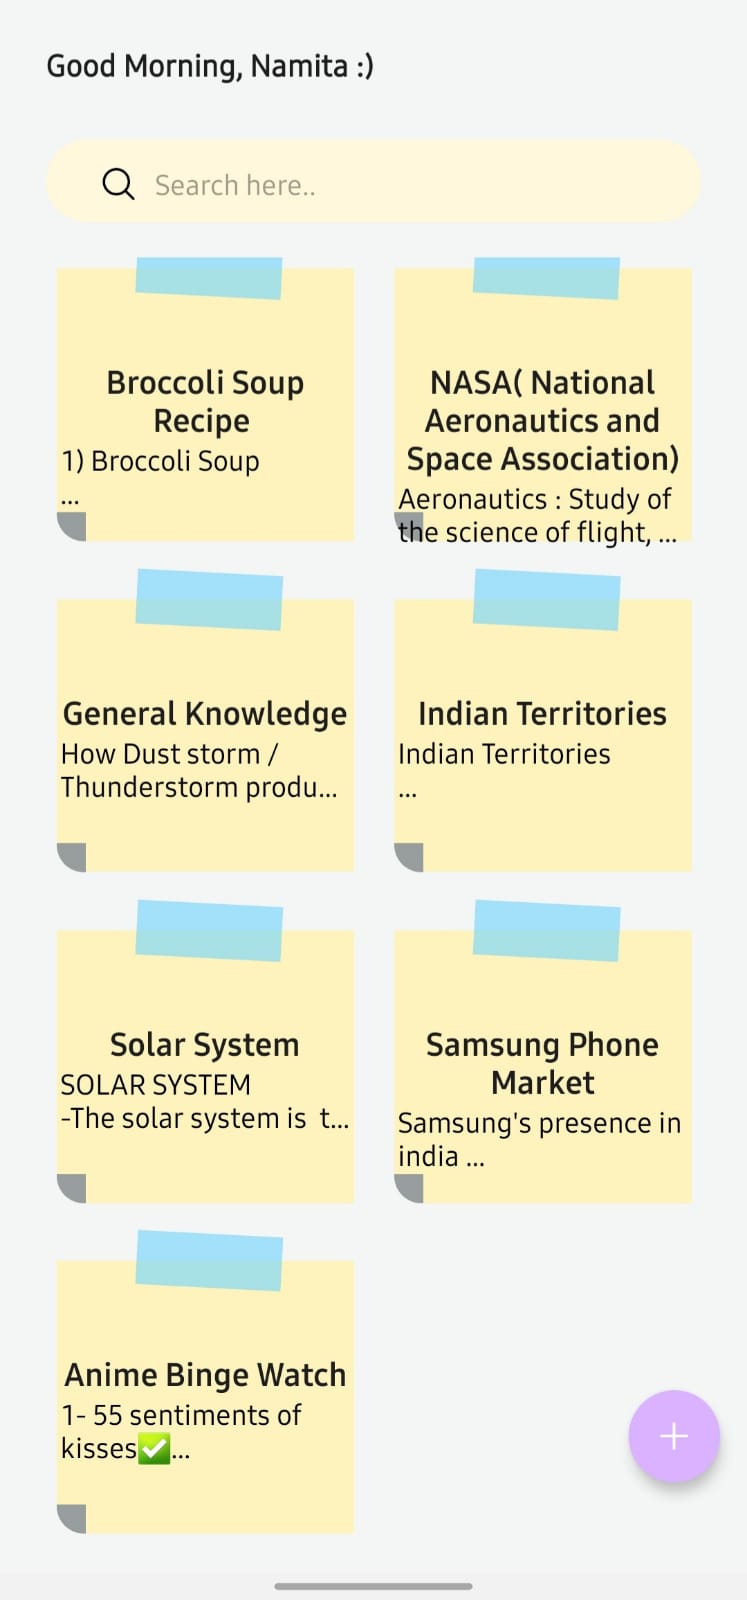 Good Morning, Namita :)
Search here..
Broccoli Soup
Recipe
1) Broccoli Soup
...
NASA( National
Aeronautics and
Space Association)
Aeronautics : Study of
the science of flight, ...
General Knowledge
How Dust storm /
Thunderstorm produ...
Indian Territories
Indian Territories
...
Solar System
SOLAR SYSTEM
-The solar system is  t...
Samsung Phone
Market
Samsung's presence in
india ...
Anime Binge Watch
1- 55 sentiments of
kisses✅...